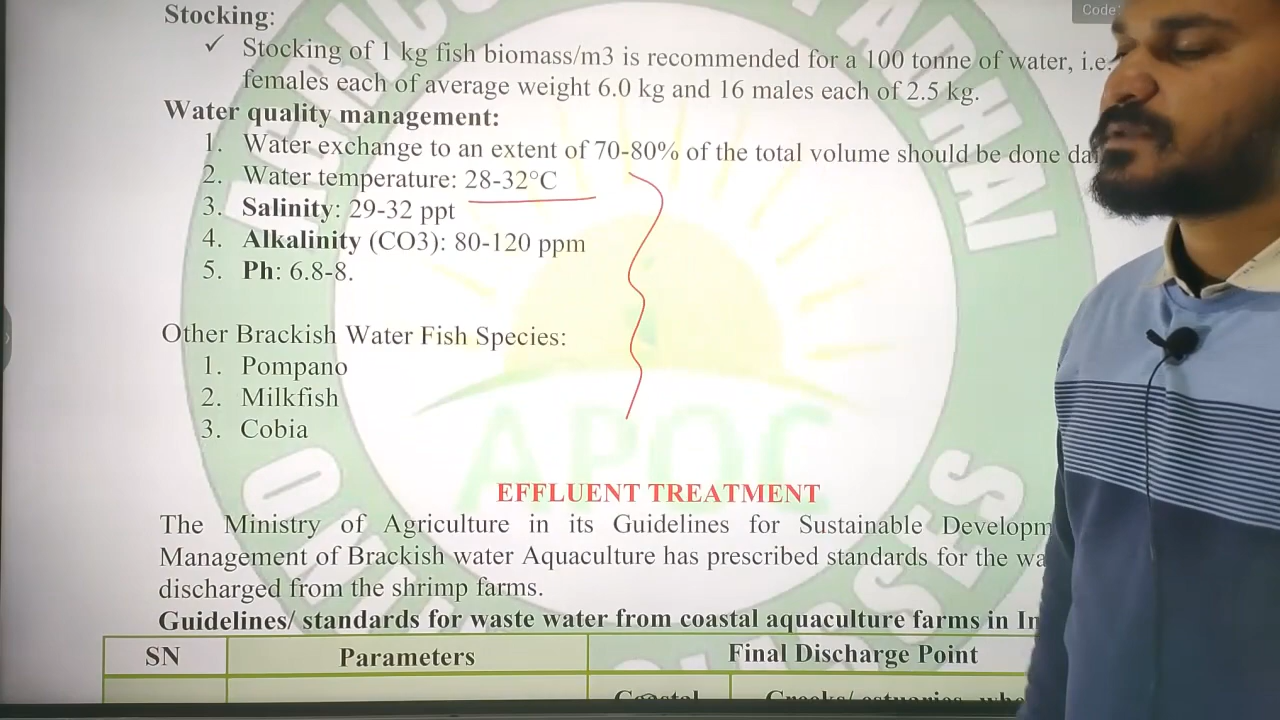 Code:
Stocking:
✓ Stocking of 1 kg fish biomass/m3 is recommended for a 100 tonne of water, i.e.
females each of average weight 6.0 kg and 16 males each of 2.5 kg.
Water quality management:
1. Water exchange to an extent of 70-80% of the total volume should be done
2. Water temperature: 28-32°C
3. Salinity: 29-32 ppt
4. Alkalinity (CO3): 80-120 ppm
5. Ph: 6.8-8.
Other Brackish Water Fish Species:
1. Pompano
2. Milkfish
3. Cobia
APOC
EFFLUENT TREATMENT
The Ministry of Agriculture in its Guidelines for Sustainable
Management of Brackish water Aquaculture has prescribed standards for the
discharged from the shrimp farms.
Guidelines/ standards for waste water from coastal aquaculture farms in
SN Parameters Final Discharge Point
Coastal Creeks/ estuaries